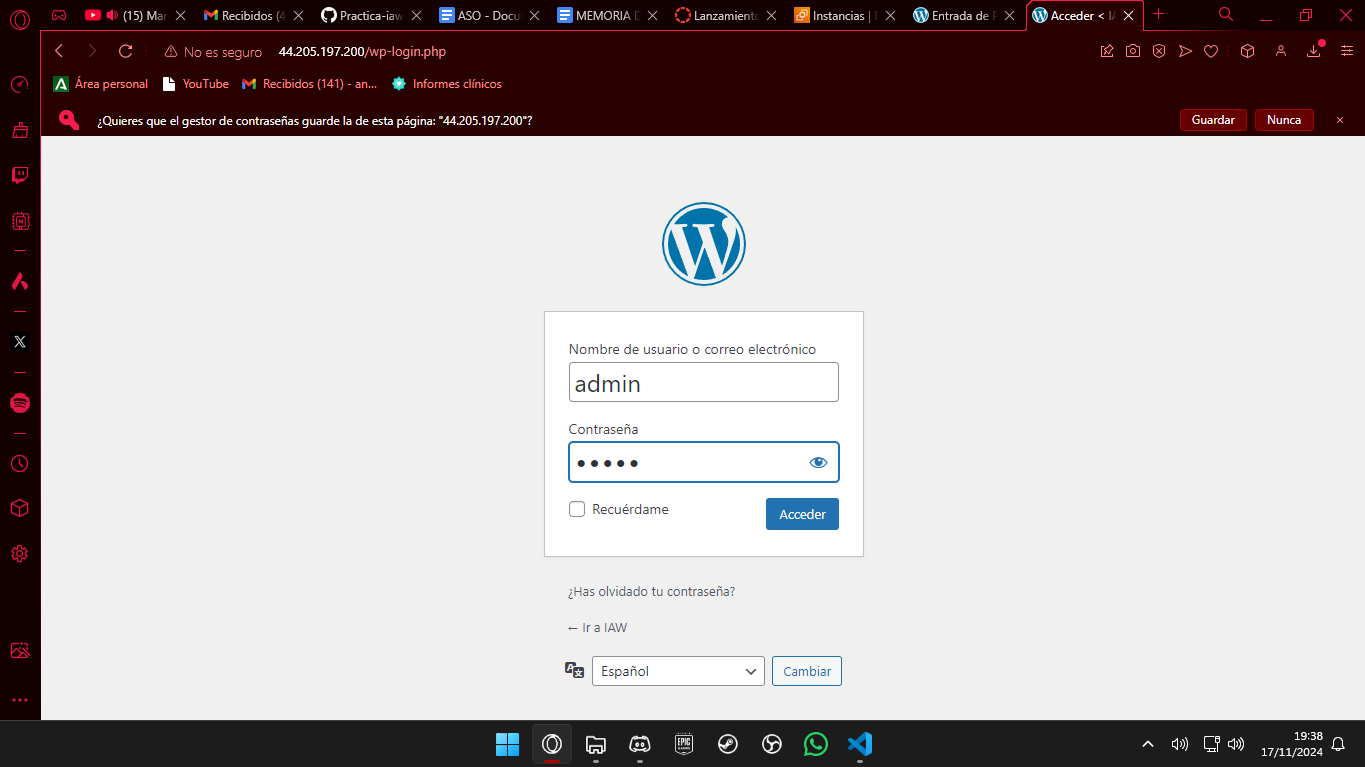 (15) Mar
Recibidos (4
Practica-iaw
ASO - Docu
MEMORIA D
Lanzamiento
Instancias | E
Entrada de P
Acceder < IA
No es seguro 44.205.197.200/wp-login.php
Área personal
YouTube
Recibidos (141) - an...
Informes clínicos
¿Quieres que el gestor de contraseñas guarde la de esta página: "44.205.197.200"?
Guardar
Nunca
Nombre de usuario o correo electrónico
admin
Contraseña
Recuérdame
Acceder
¿Has olvidado tu contraseña?
← Ir a IAW
Español
Cambiar
EPIC GAMES
19:38
17/11/2024